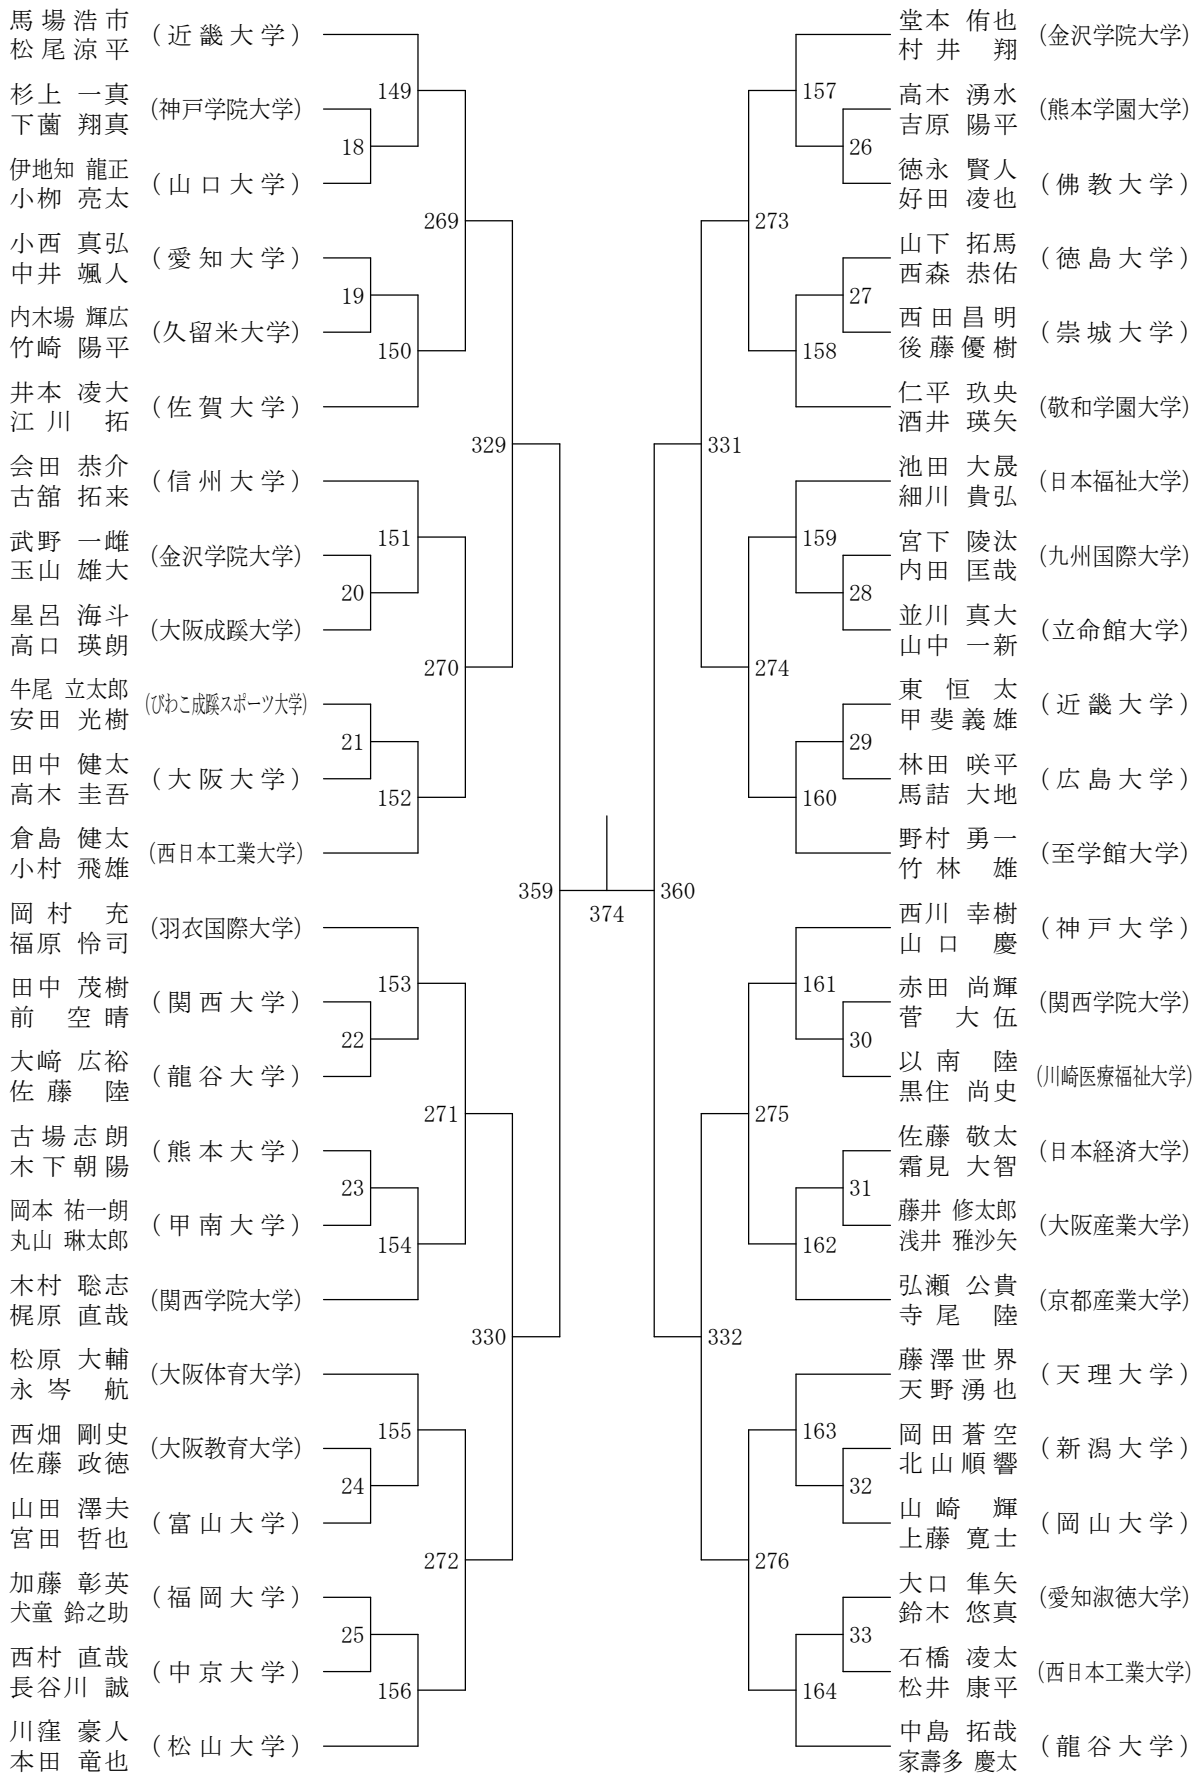 馬場浩市
松尾涼平
(近畿大学)
杉上 一真
下薗 翔真
(神戸学院大学)
伊地知 龍正
小栁 亮太
(山口大学)
小西 真弘
中井 颯人
(愛知大学)
内木場 輝広
竹崎 陽平
(久留米大学)
井本 凌大
江川 拓
(佐賀大学)
会田 恭介
古舘 拓来
(信州大学)
武野 一雌
玉山 雄大
(金沢学院大学)
星呂 海斗
高口 瑛朗
(大阪成蹊大学)
牛尾 立太郎
安田 光樹
(びわこ成蹊スポーツ大学)
田中 健太
高木 圭吾
(大阪大学)
倉島 健太
小村 飛雄
(西日本工業大学)
岡村 充
福原 怜司
(羽衣国際大学)
田中 茂樹
前 空晴
(関西大学)
大﨑 広裕
佐藤 陸
(龍谷大学)
古場志朗
木下朝陽
(熊本大学)
岡本 祐一朗
丸山 琳太郎
(甲南大学)
木村 聡志
梶原 直哉
(関西学院大学)
松原 大輔
永岑 航
(大阪体育大学)
西畑 剛史
佐藤 政徳
(大阪教育大学)
山田 澤夫
宮田 哲也
(富山大学)
加藤 彰英
犬童 鈴之助
(福岡大学)
西村 直哉
長谷川 誠
(中京大学)
川窪 豪人
本田 竜也
(松山大学)
149
18
269
19
150
329
151
20
270
21
152
359
153
22
271
23
154
330
155
24
272
25
156
374
360
157
26
273
27
158
331
159
28
274
29
160
161
30
275
31
162
332
163
32
276
33
164
堂本 侑也
村井 翔
(金沢学院大学)
高木 湧水
吉原 陽平
(熊本学園大学)
徳永 賢人
好田 凌也
(佛教大学)
山下 拓馬
西森 恭佑
(徳島大学)
西田昌明
後藤優樹
(崇城大学)
仁平 玖央
酒井 瑛矢
(敬和学園大学)
池田 大晟
細川 貴弘
(日本福祉大学)
宮下 陵汰
内田 匡哉
(九州国際大学)
並川 真大
山中 一新
(立命館大学)
東 恒太
甲斐義雄
(近畿大学)
林田 咲平
馬詰 大地
(広島大学)
野村 勇一
竹林 雄
(至学館大学)
西川 幸樹
山口 慶
(神戸大学)
赤田 尚輝
菅 大伍
(関西学院大学)
以南 陸
黒住 尚史
(川崎医療福祉大学)
佐藤 敬太
霜見 大智
(日本経済大学)
藤井 修太郎
浅井 雅沙矢
(大阪産業大学)
弘瀬 公貴
寺尾 陸
(京都産業大学)
藤澤世界
天野湧也
(天理大学)
岡田蒼空
北山順響
(新潟大学)
山崎 輝
上藤 寛士
(岡山大学)
大口 隼矢
鈴木 悠真
(愛知淑徳大学)
石橋 凌太
松井 康平
(西日本工業大学)
中島 拓哉
家壽多 慶太
(龍谷大学)